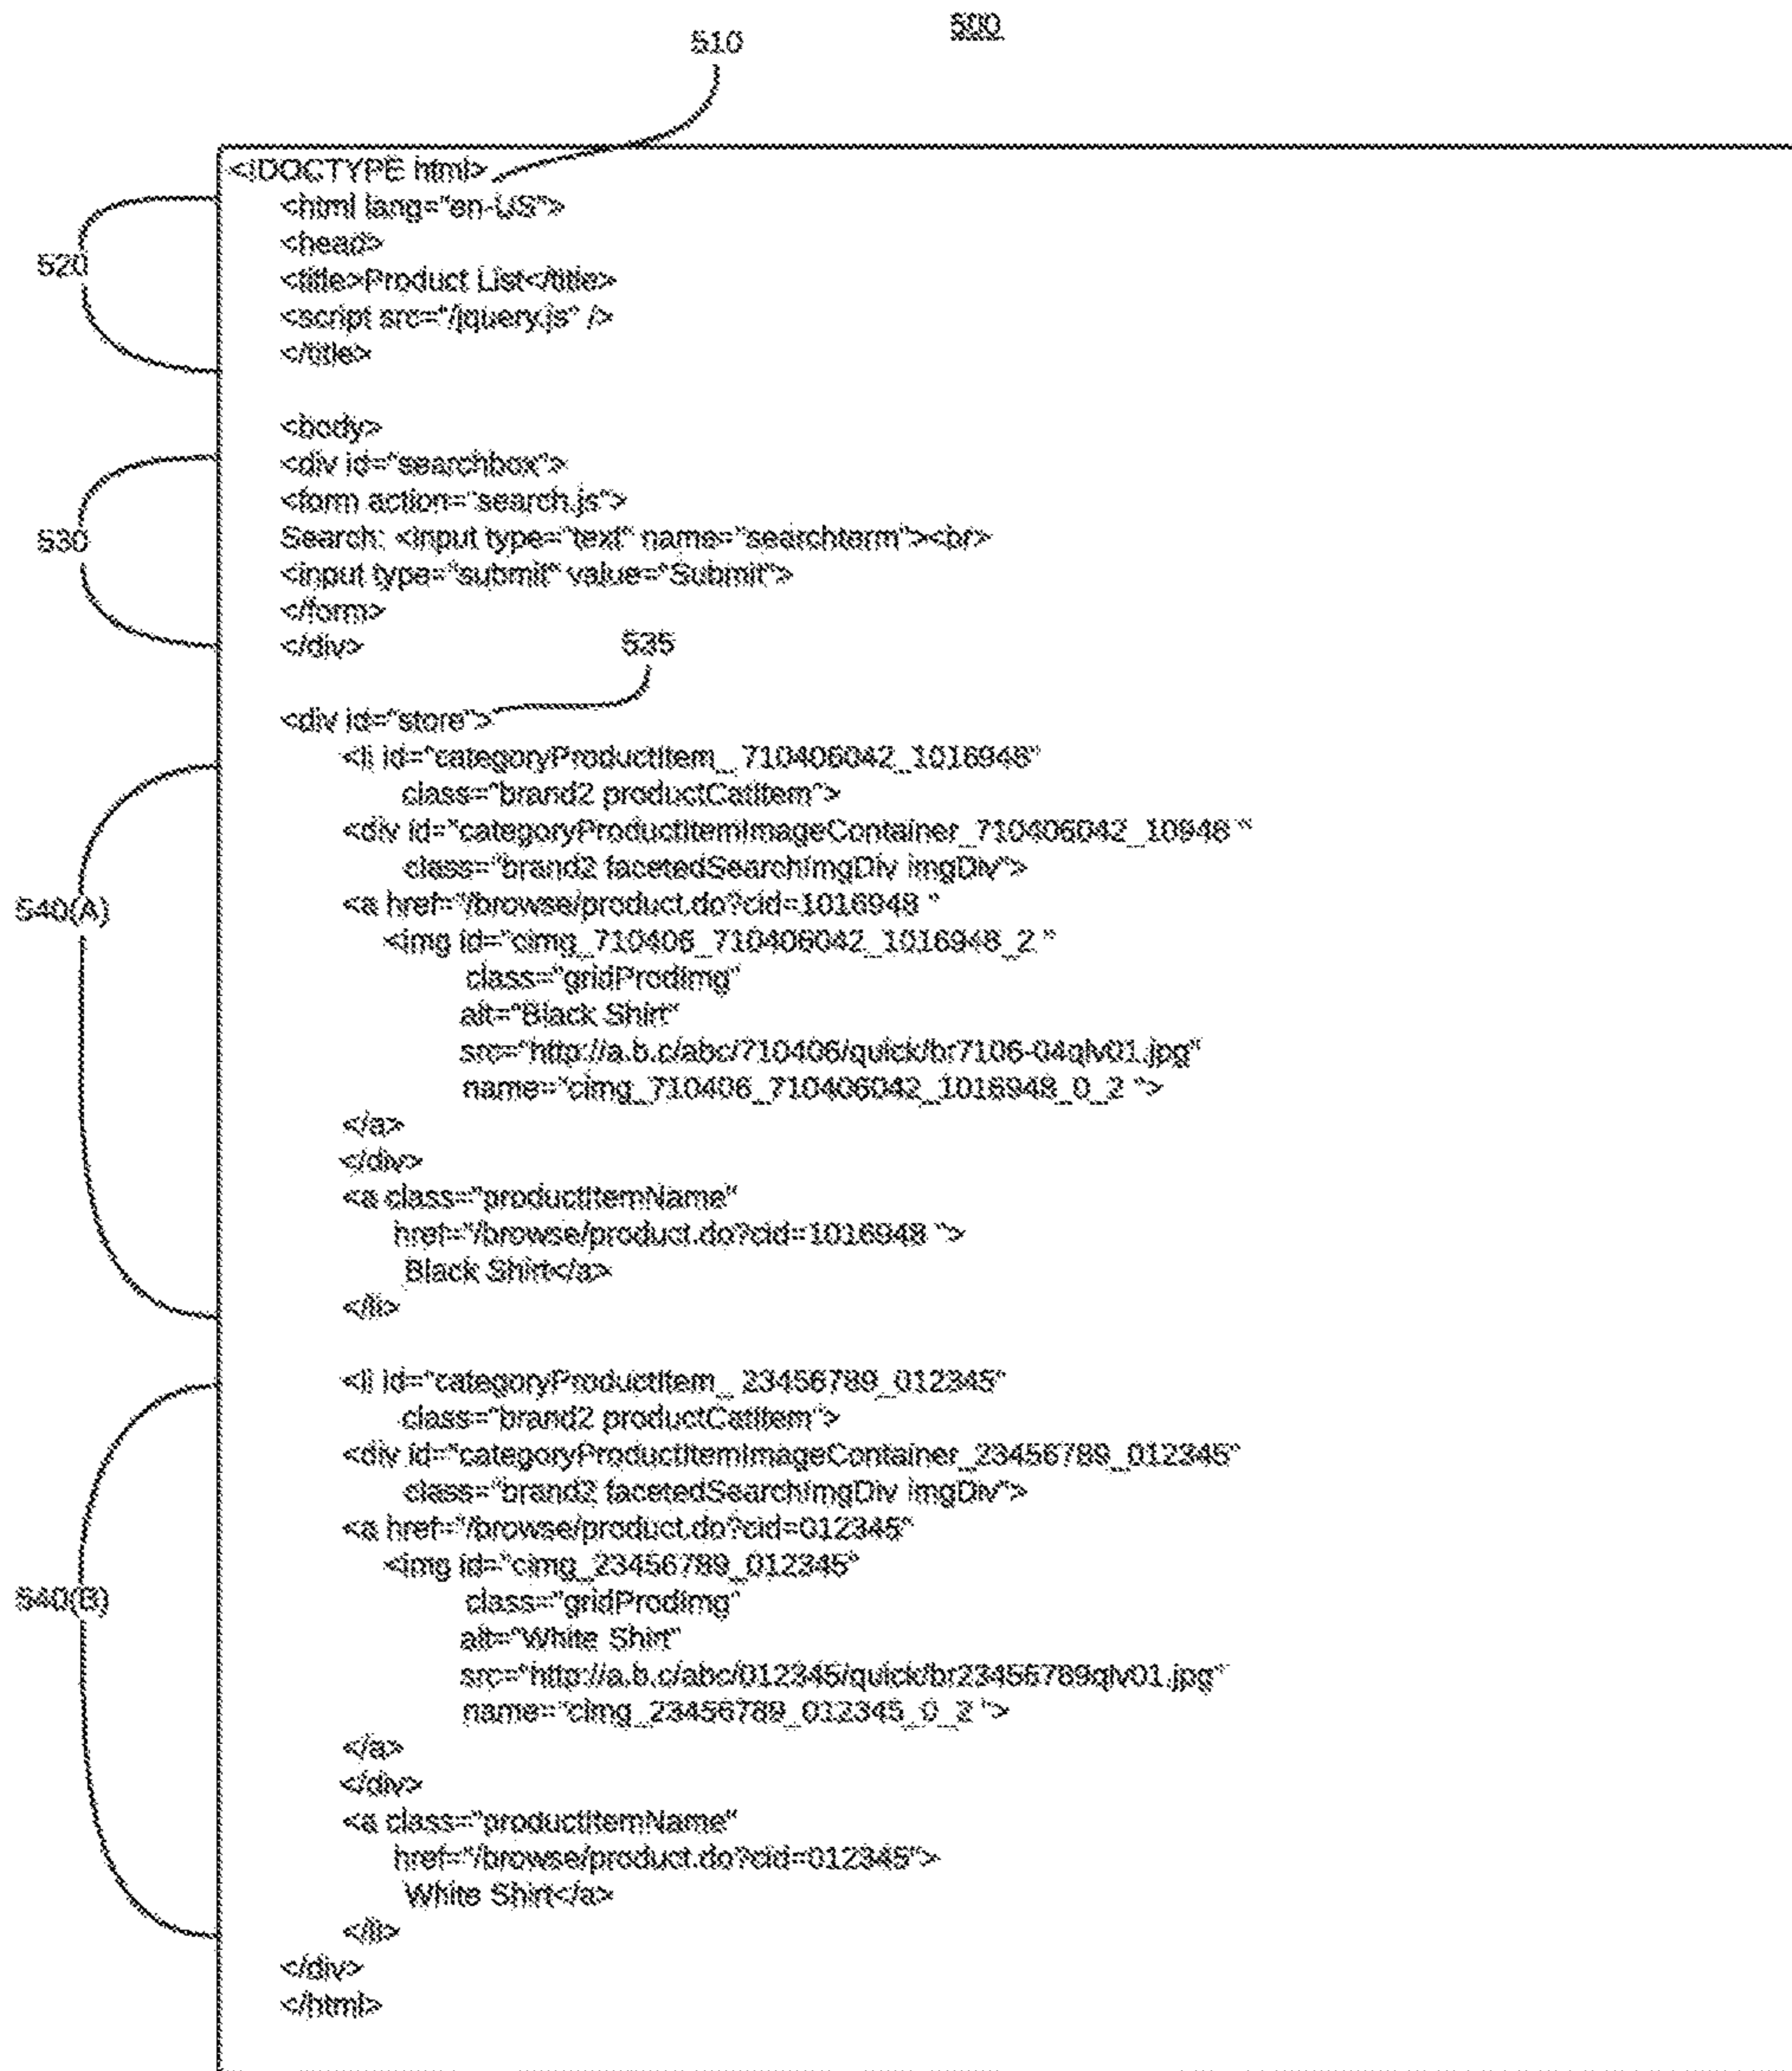 500
510
<!DOCTYPE html>
<html lang="en-US">
<head>
520
<title>Product List</title>
<script src="/jquery.js" />
</title>
<body>
<div id="searchbox">
<form action="search.js">
530
Search: <input type="text" name="searchterm"><br>
<input type="submit" value="Submit">
</form>
</div>
535
<div id="store">
<li id="categoryProductItem_ 710406042_1016948"
class="brand2 productCatItem">
<div id="categoryProductItemImageContainer_710406042_10948 "
class="brand2 facetedSearchImgDiv imgDiv">
540(A)
<a href="/browse/product.do?cid=1016948 "
<img id="cimg_710406_710406042_1016948_2 "
class="gridProdImg"
alt="Black Shirt"
src="http://a.b.c/abc/710406/quick/br7106-04qlv01.jpg"
name="cimg_710406_710406042_1016948_0_2 ">
</a>
</div>
<a class="productItemName"
href="/browse/product.do?cid=1016948 ">
Black Shirt</a>
</li>
<li id="categoryProductItem_ 23456789_012345"
class="brand2 productCatItem">
<div id="categoryProductItemImageContainer_23456789_012345"
class="brand2 facetedSearchImgDiv imgDiv">
<a href="/browse/product.do?cid=012345"
<img id="cimg_23456789_012345"
540(B)
class="gridProdImg"
alt="White Shirt"
src="http://a.b.c/abc/012345/quick/br23456789qlv01.jpg"
name="cimg_23456789_012345_0_2 ">
</a>
</div>
<a class="productItemName"
href="/browse/product.do?cid=012345">
White Shirt</a>
</li>
</div>
</html>